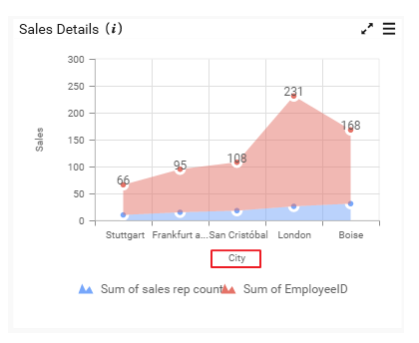 Sales Details (i)
300
250
200
150
100
50
0
Sales
66
95
108
231
168
Stuttgart Frankfurt a... San Cristóbal London Boise
City
Sum of sales rep count Sum of EmployeeID